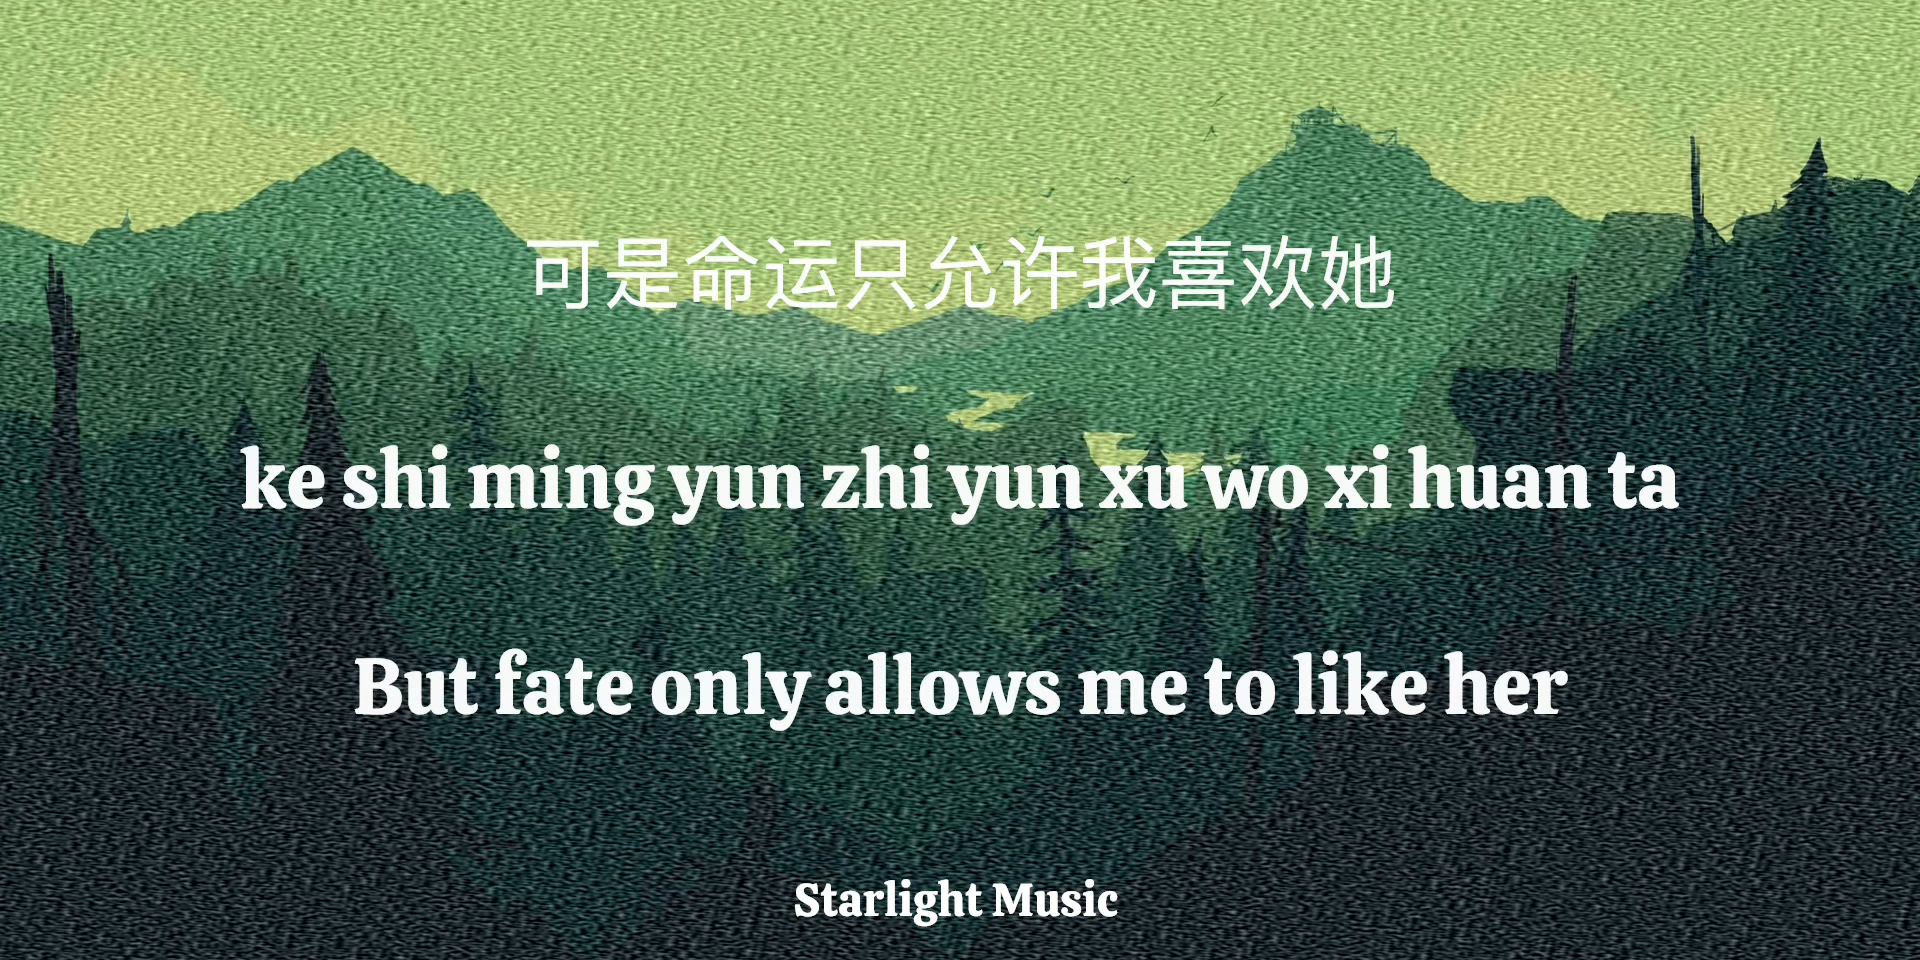 可是命运只允许我喜欢她
ke shi ming yun zhi yun xu wo xi huan ta
But fate only allows me to like her
Starlight Music